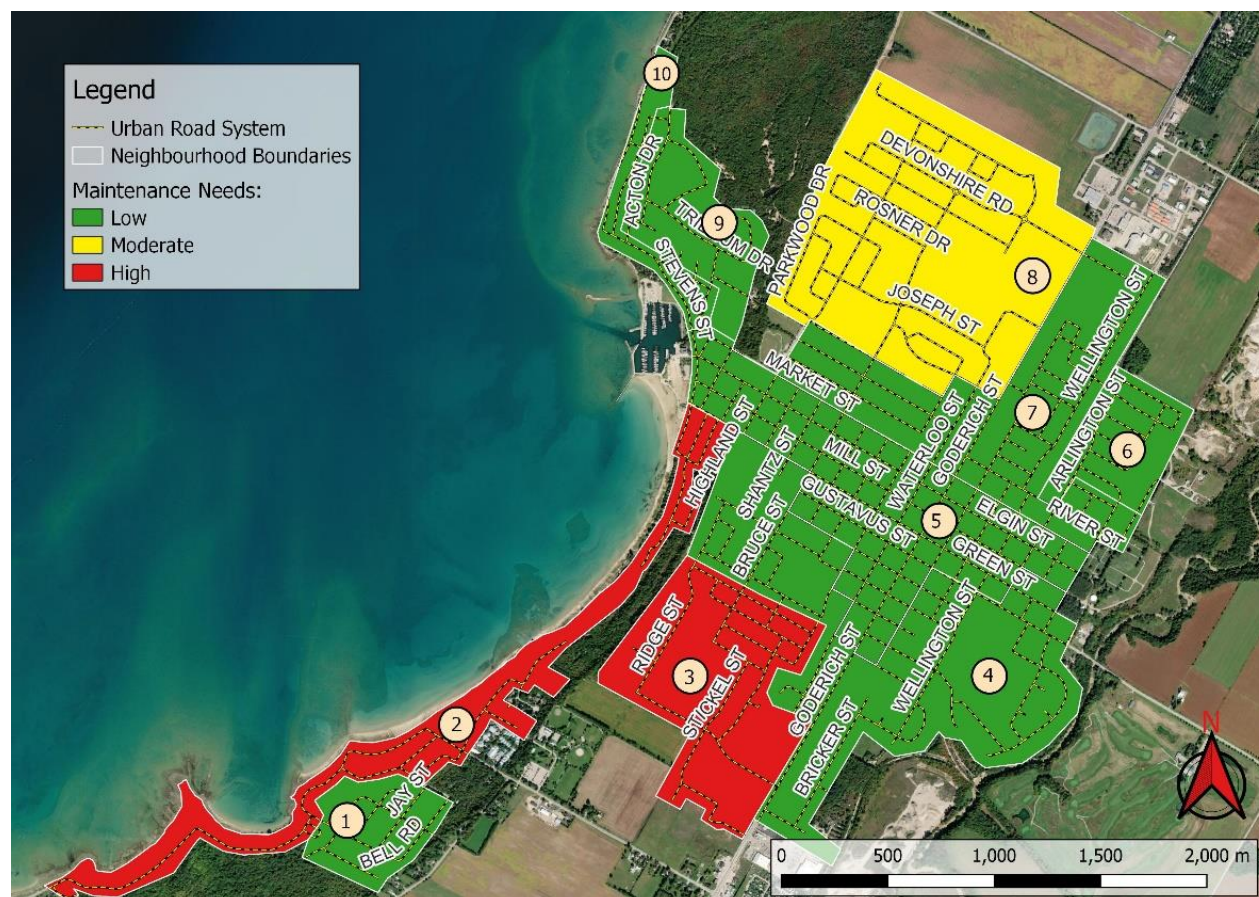 Legend
Urban Road System
Neighbourhood Boundaries
Maintenance Needs:
Low
Moderate
High
10
ACTON DR
9
TRILLIUM DR
STEVENS ST
PARKWOOD DR
DEVONSHIRE RD
ROSNER DR
8
JOSEPH ST
WELLINGTON ST
MARKET ST
HIGHLAND ST
SHANTZ ST
MILL ST
WATERLOO ST
GODERICH ST
7
ARLINGTON ST
6
GUSTAVUS ST
BRUCE ST
5
ELGIN ST
RIVER ST
GREEN ST
RIDGE ST
3
STICKEL ST
GODERICH ST
WELLINGTON ST
4
BRICKER ST
2
JAY ST
1
BELL RD
N
0 500 1,000 1,500 2,000 m